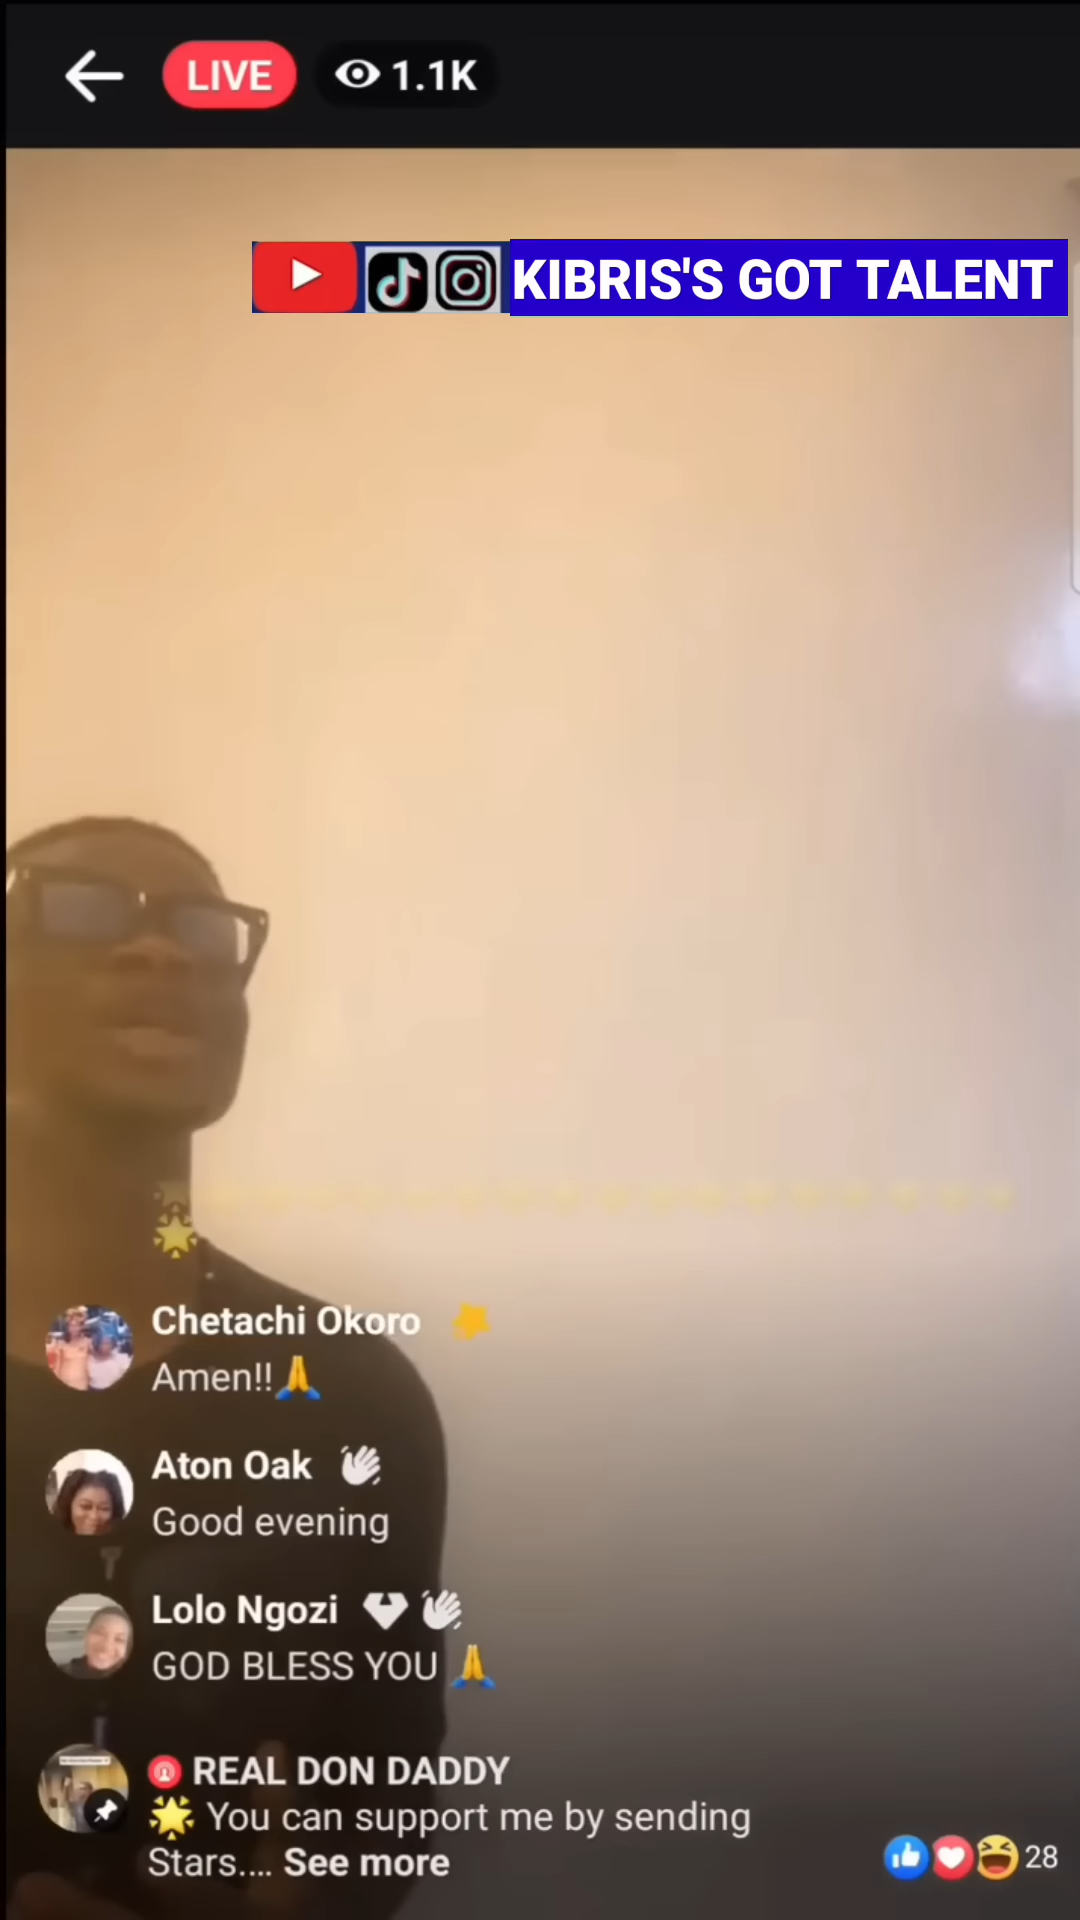 LIVE 1.1K
KIBRIS'S GOT TALENT
Chetachi Okoro
Amen!!🙏
Aton Oak
Good evening
Lolo Ngozi
GOD BLESS YOU 🙏
REAL DON DADDY
🌟 You can support me by sending
Stars.... See more
28